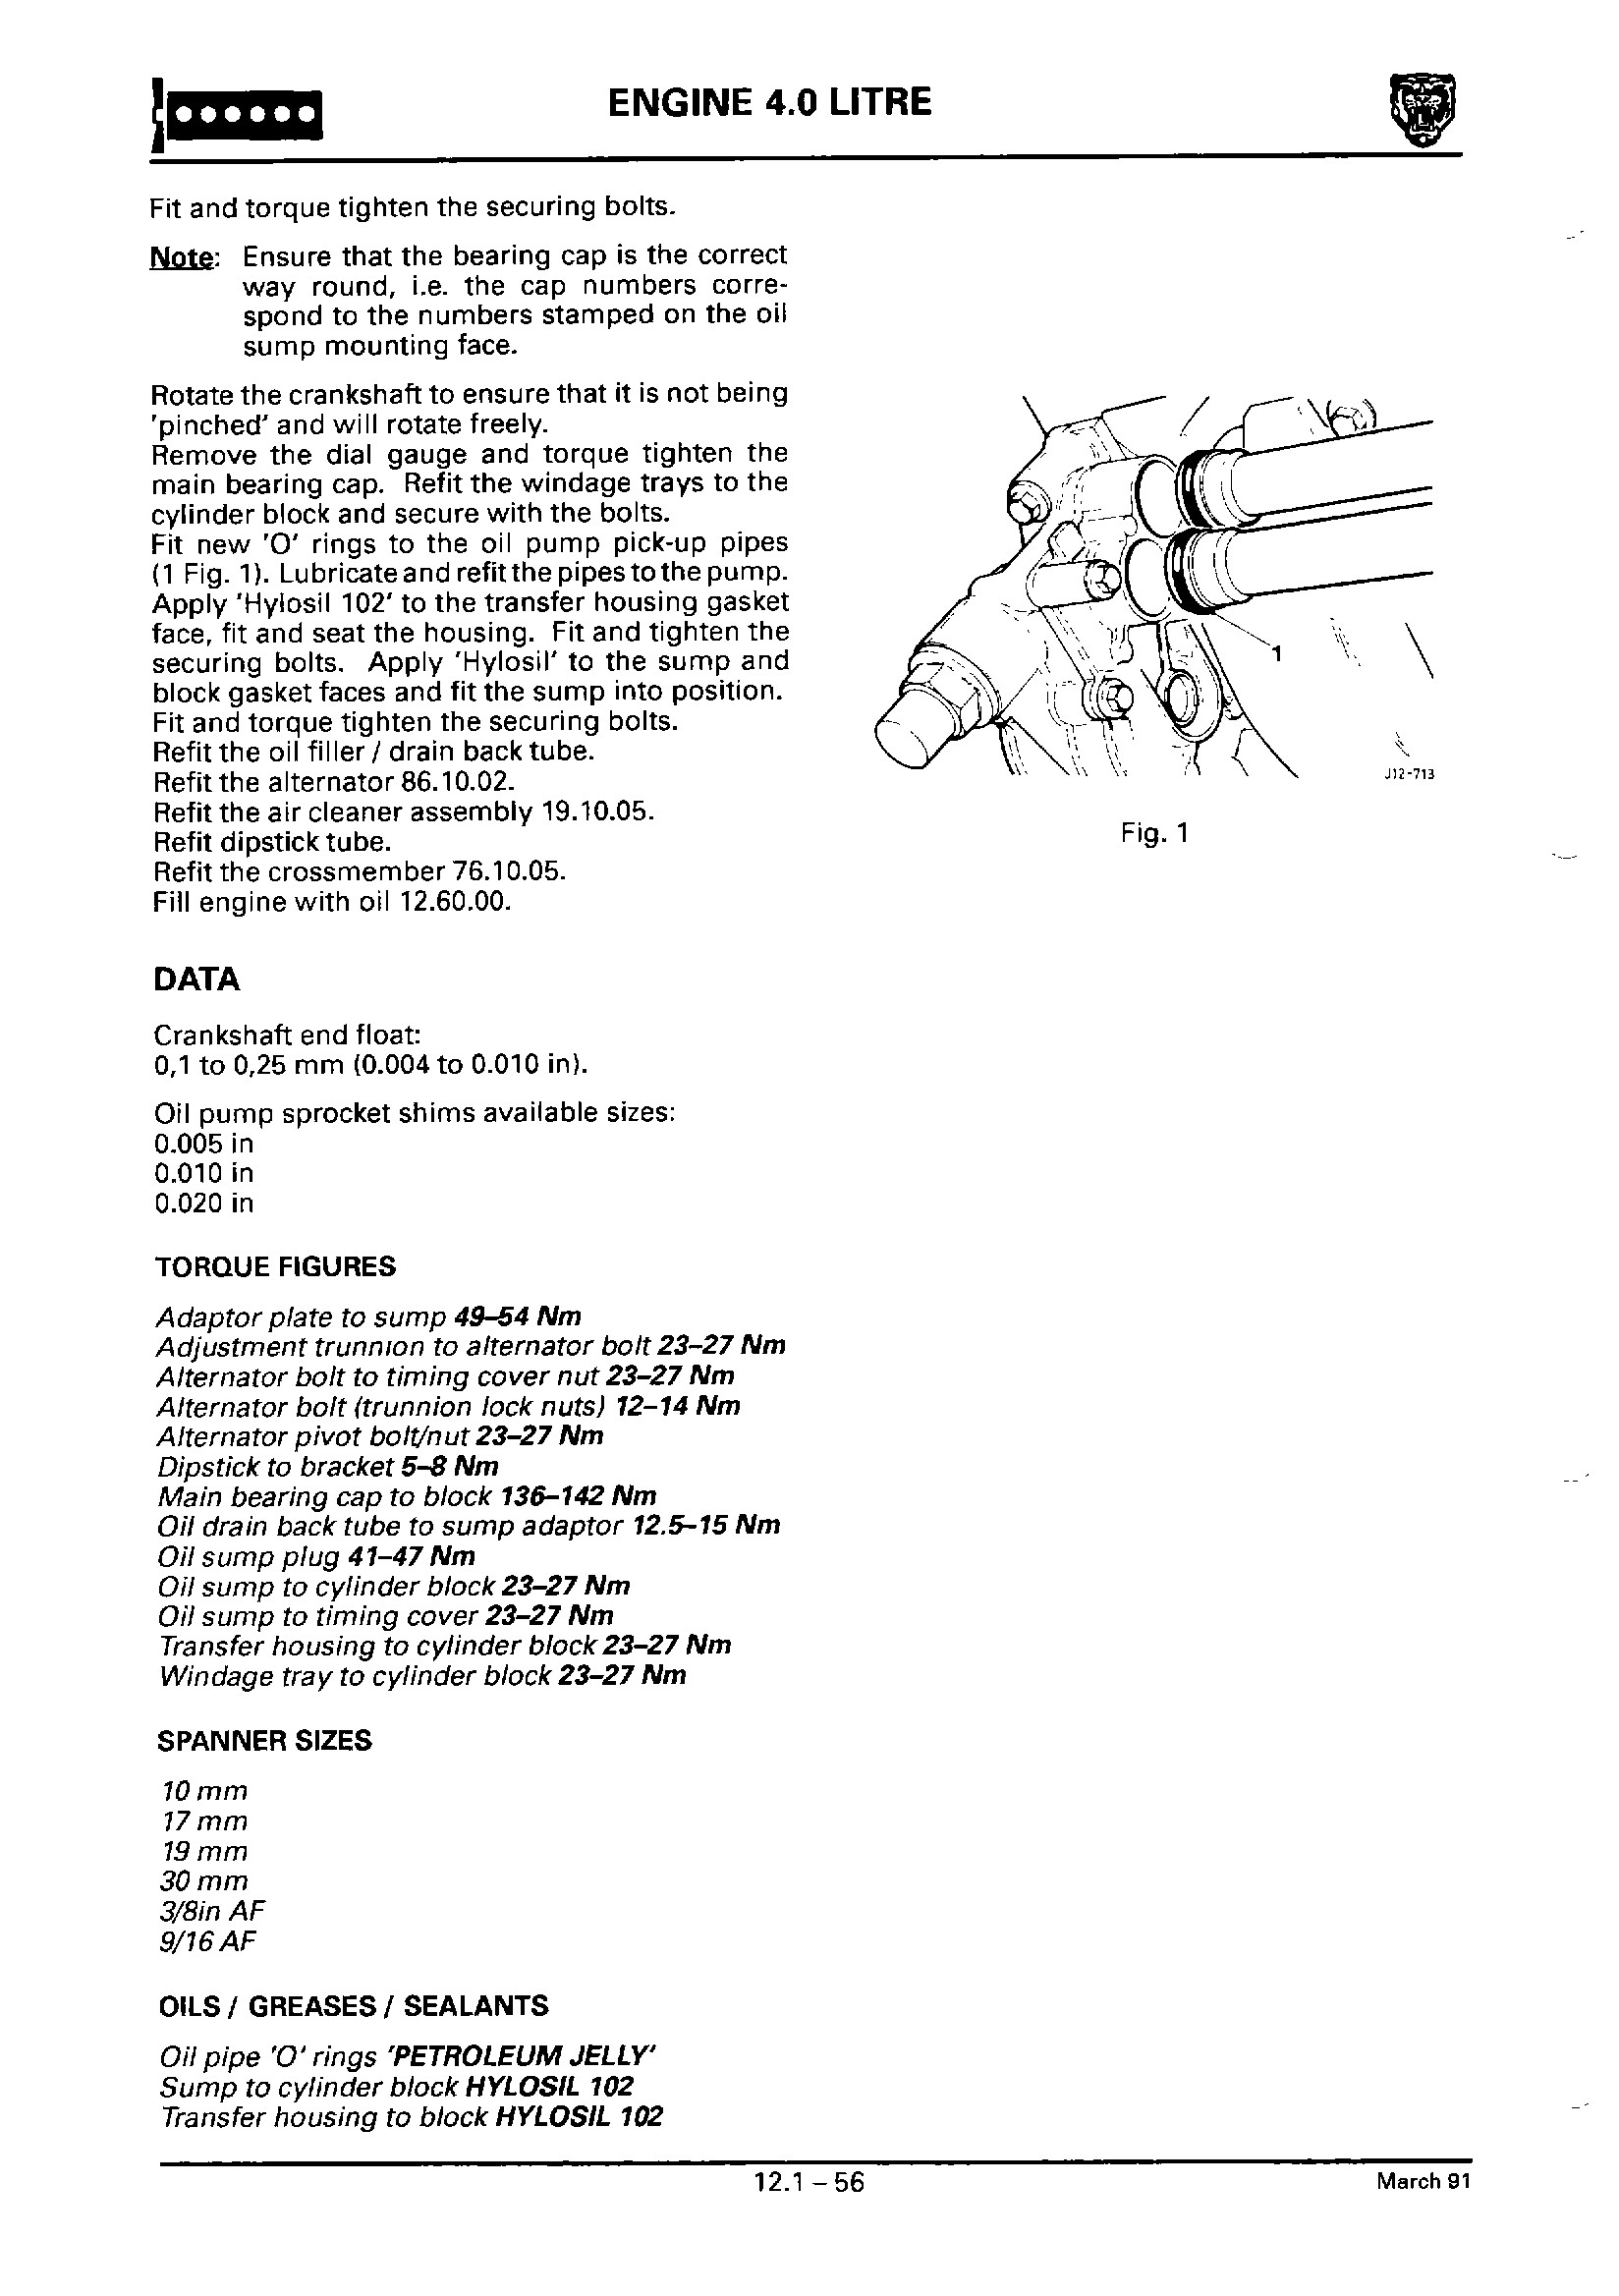 ENGINE 4.0 LITRE
Fit and torque tighten the securing bolts.
Note: Ensure that the bearing cap is the correct
way round, i.e. the cap numbers corre-
spond to the numbers stamped on the oil
sump mounting face.
Rotate the crankshaft to ensure that it is not being
'pinched' and will rotate freely.
Remove the dial gauge and torque tighten the
main bearing cap. Refit the windage trays to the
cylinder block and secure with the bolts.
Fit new 'O' rings to the oil pump pick-up pipes
(1 Fig. 1). Lubricate and refit the pipes to the pump.
Apply 'Hylosil 102' to the transfer housing gasket
face, fit and seat the housing. Fit and tighten the
securing bolts. Apply 'Hylosil' to the sump and
block gasket faces and fit the sump into position.
Fit and torque tighten the securing bolts.
Refit the oil filler / drain back tube.
Refit the alternator 86.10.02.
Refit the air cleaner assembly 19.10.05.
Refit dipstick tube.
Refit the crossmember 76.10.05.
Fill engine with oil 12.60.00.
DATA
Crankshaft end float:
0,1 to 0,25 mm (0.004 to 0.010 in).
Oil pump sprocket shims available sizes:
0.005 in
0.010 in
0.020 in
TORQUE FIGURES
Adaptor plate to sump 49–54 Nm
Adjustment trunnion to alternator bolt 23–27 Nm
Alternator bolt to timing cover nut 23–27 Nm
Alternator bolt (trunnion lock nuts) 12–14 Nm
Alternator pivot bolt/nut 23–27 Nm
Dipstick to bracket 5–8 Nm
Main bearing cap to block 136–142 Nm
Oil drain back tube to sump adaptor 12.5–15 Nm
Oil sump plug 41–47 Nm
Oil sump to cylinder block 23–27 Nm
Oil sump to timing cover 23–27 Nm
Transfer housing to cylinder block 23–27 Nm
Windage tray to cylinder block 23–27 Nm
SPANNER SIZES
10 mm
17 mm
19 mm
30 mm
3/8in AF
9/16 AF
OILS / GREASES / SEALANTS
Oil pipe 'O' rings 'PETROLEUM JELLY'
Sump to cylinder block HYLOSIL 102
Transfer housing to block HYLOSIL 102
1
J12-713
Fig. 1
12.1 – 56
March 91